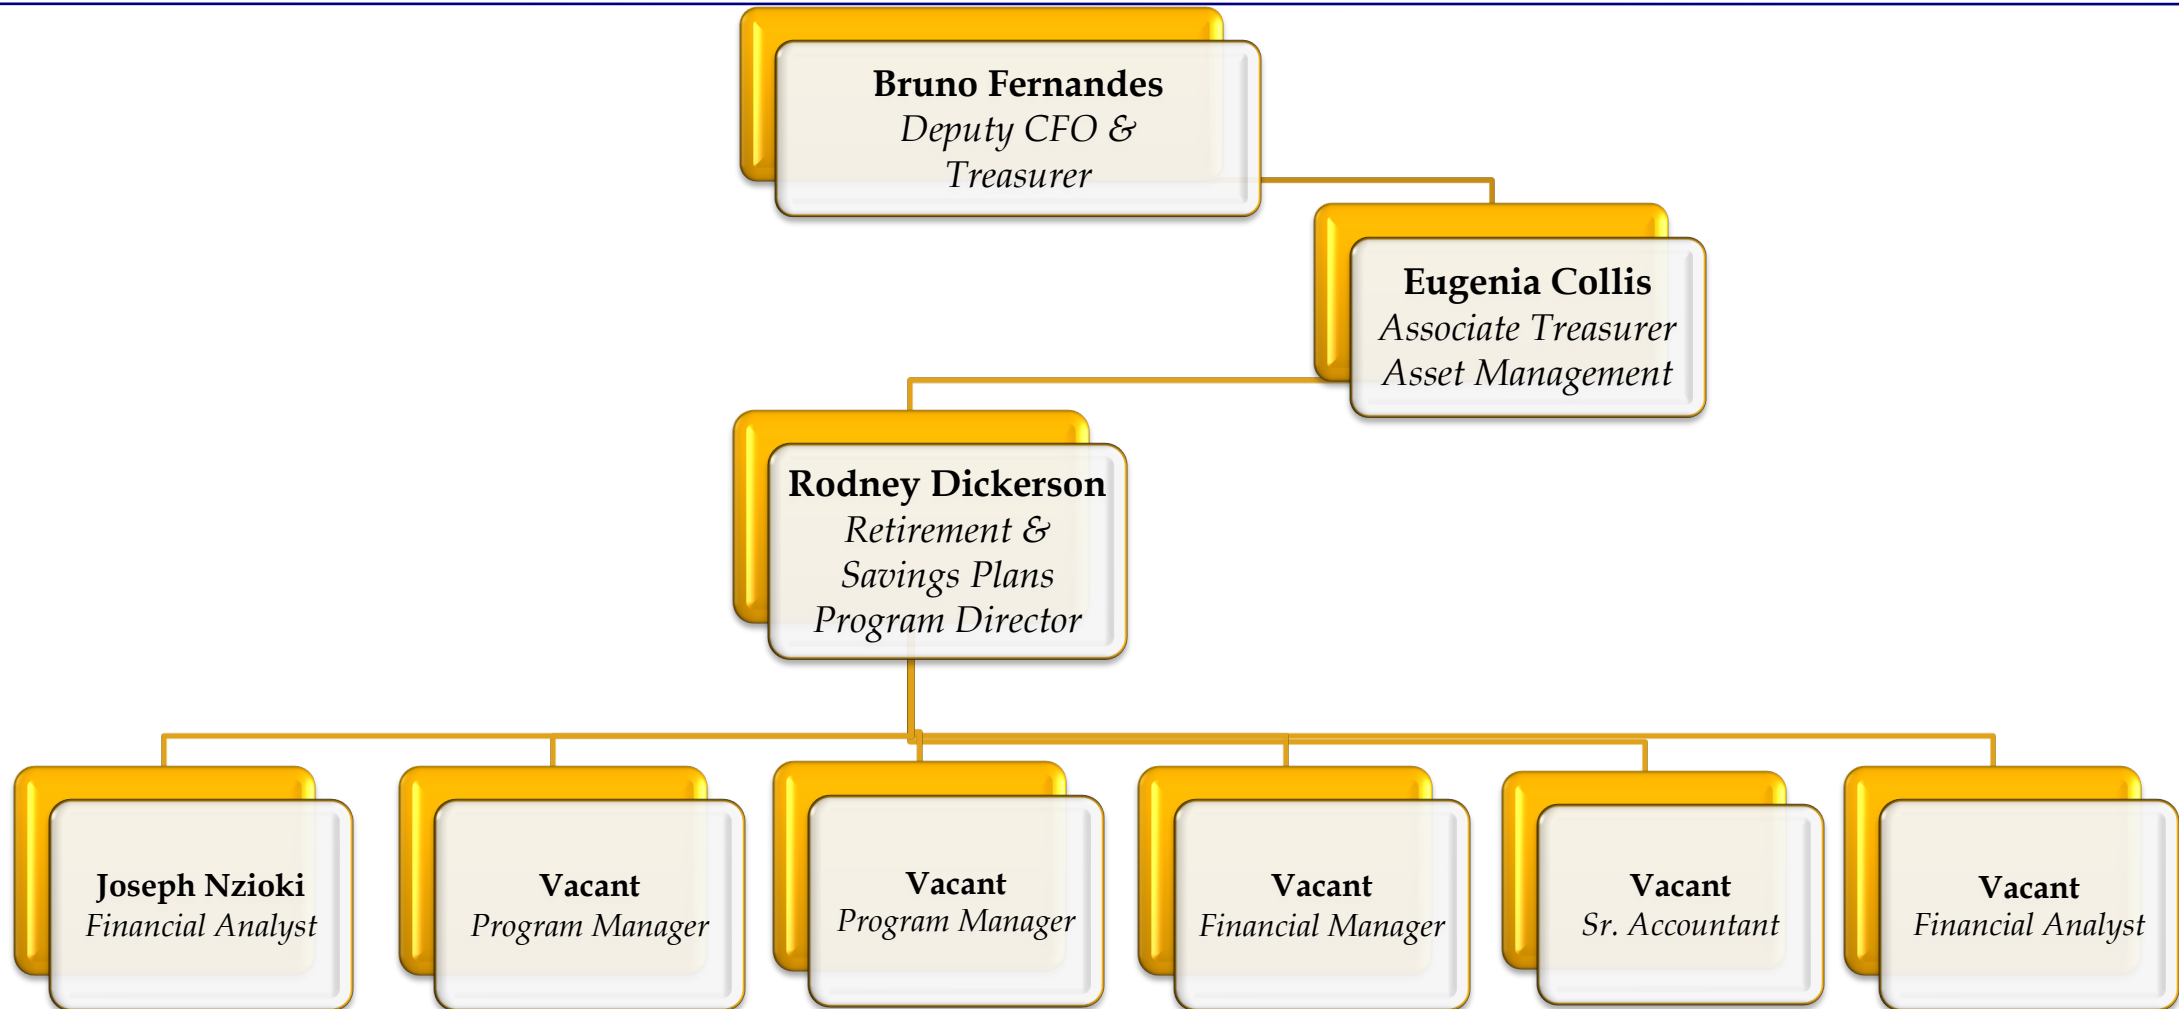 Bruno Fernandes
Deputy CFO &
Treasurer
Eugenia Collis
Associate Treasurer
Asset Management
Rodney Dickerson
Retirement &
Savings Plans
Program Director
Joseph Nzioki
Financial Analyst
Vacant
Program Manager
Vacant
Program Manager
Vacant
Financial Manager
Vacant
Sr. Accountant
Vacant
Financial Analyst